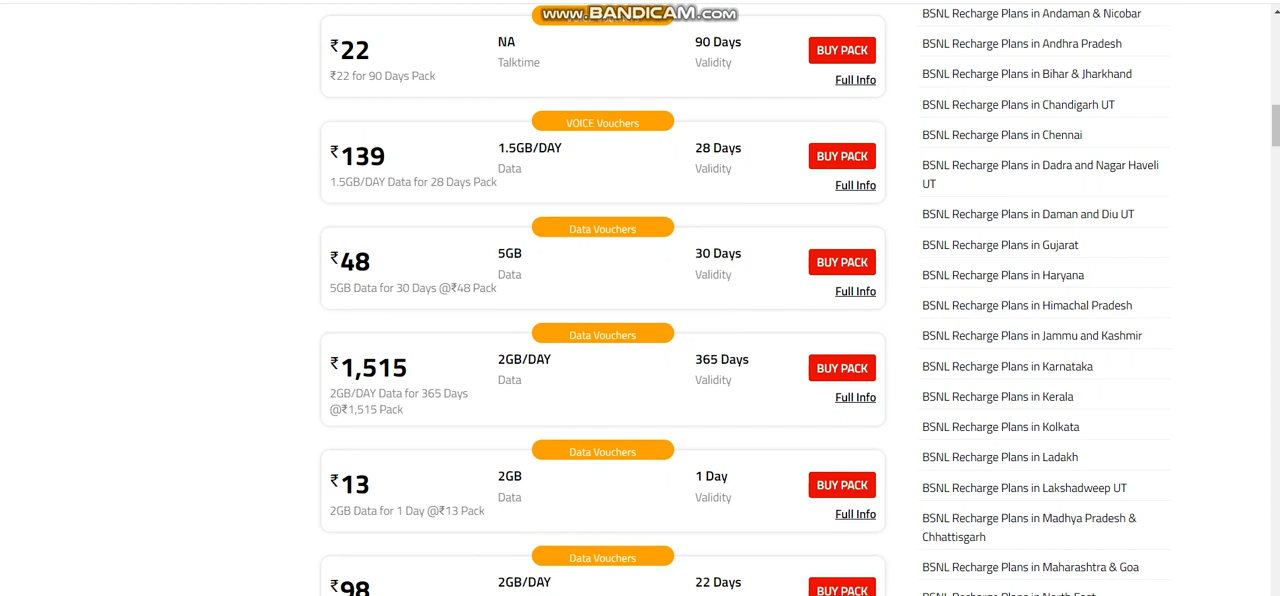 www.BANDICAM.com
₹22
NA
90 Days
BUY PACK
Talktime
Validity
₹22 for 90 Days Pack
Full Info
VOICE Vouchers
₹139
1.5GB/DAY
28 Days
BUY PACK
Data
Validity
1.5GB/DAY Data for 28 Days Pack
Full Info
Data Vouchers
₹48
5GB
30 Days
BUY PACK
Data
Validity
5GB Data for 30 Days @₹48 Pack
Full Info
Data Vouchers
₹1,515
2GB/DAY
365 Days
BUY PACK
Data
Validity
2GB/DAY Data for 365 Days
@₹1,515 Pack
Full Info
Data Vouchers
₹13
2GB
1 Day
BUY PACK
Data
Validity
2GB Data for 1 Day @₹13 Pack
Full Info
Data Vouchers
₹98
2GB/DAY
22 Days
BUY PACK
BSNL Recharge Plans in Andaman & Nicobar
BSNL Recharge Plans in Andhra Pradesh
BSNL Recharge Plans in Bihar & Jharkhand
BSNL Recharge Plans in Chandigarh UT
BSNL Recharge Plans in Chennai
BSNL Recharge Plans in Dadra and Nagar Haveli
UT
BSNL Recharge Plans in Daman and Diu UT
BSNL Recharge Plans in Gujarat
BSNL Recharge Plans in Haryana
BSNL Recharge Plans in Himachal Pradesh
BSNL Recharge Plans in Jammu and Kashmir
BSNL Recharge Plans in Karnataka
BSNL Recharge Plans in Kerala
BSNL Recharge Plans in Kolkata
BSNL Recharge Plans in Ladakh
BSNL Recharge Plans in Lakshadweep UT
BSNL Recharge Plans in Madhya Pradesh &
Chhattisgarh
BSNL Recharge Plans in Maharashtra & Goa
BSNL Recharge Plans in North East